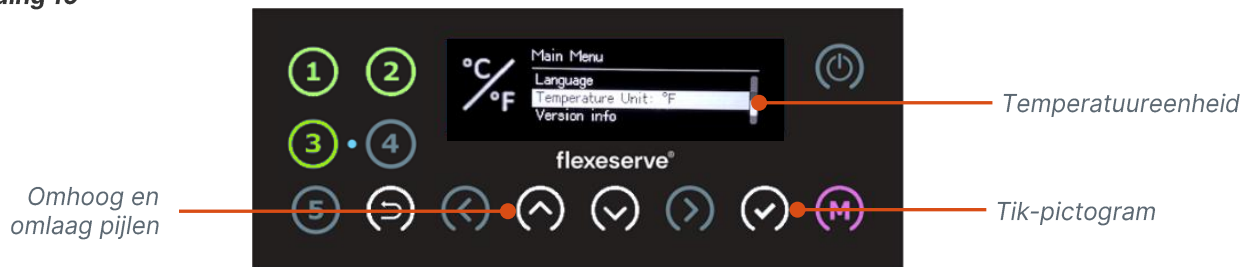 ding 15
1 2
°C/°F
Main Menu
Language
Temperature Unit: °F
Version info
Temperatuureenheid
3 4
flexeserve®
Omhoog en
omlaag pijlen
5
M
Tik-pictogram